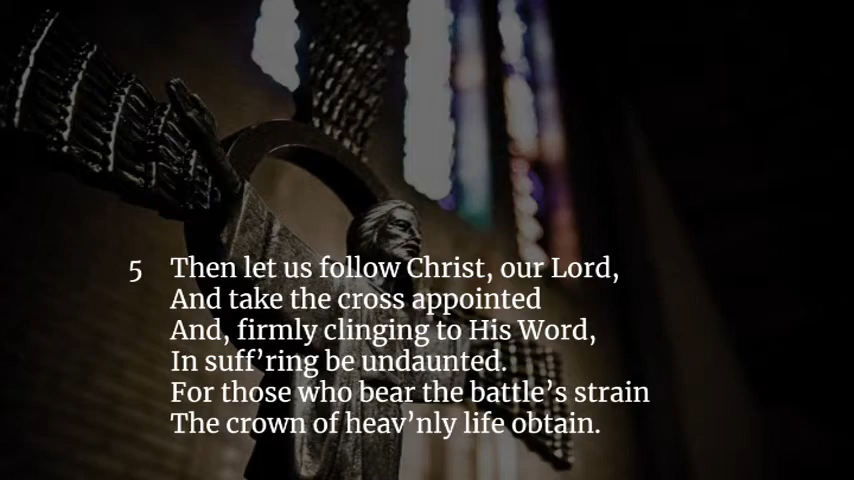 5 Then let us follow Christ, our Lord,
And take the cross appointed
And, firmly clinging to His Word,
In suff’ring be undaunted.
For those who bear the battle’s strain
The crown of heav’nly life obtain.